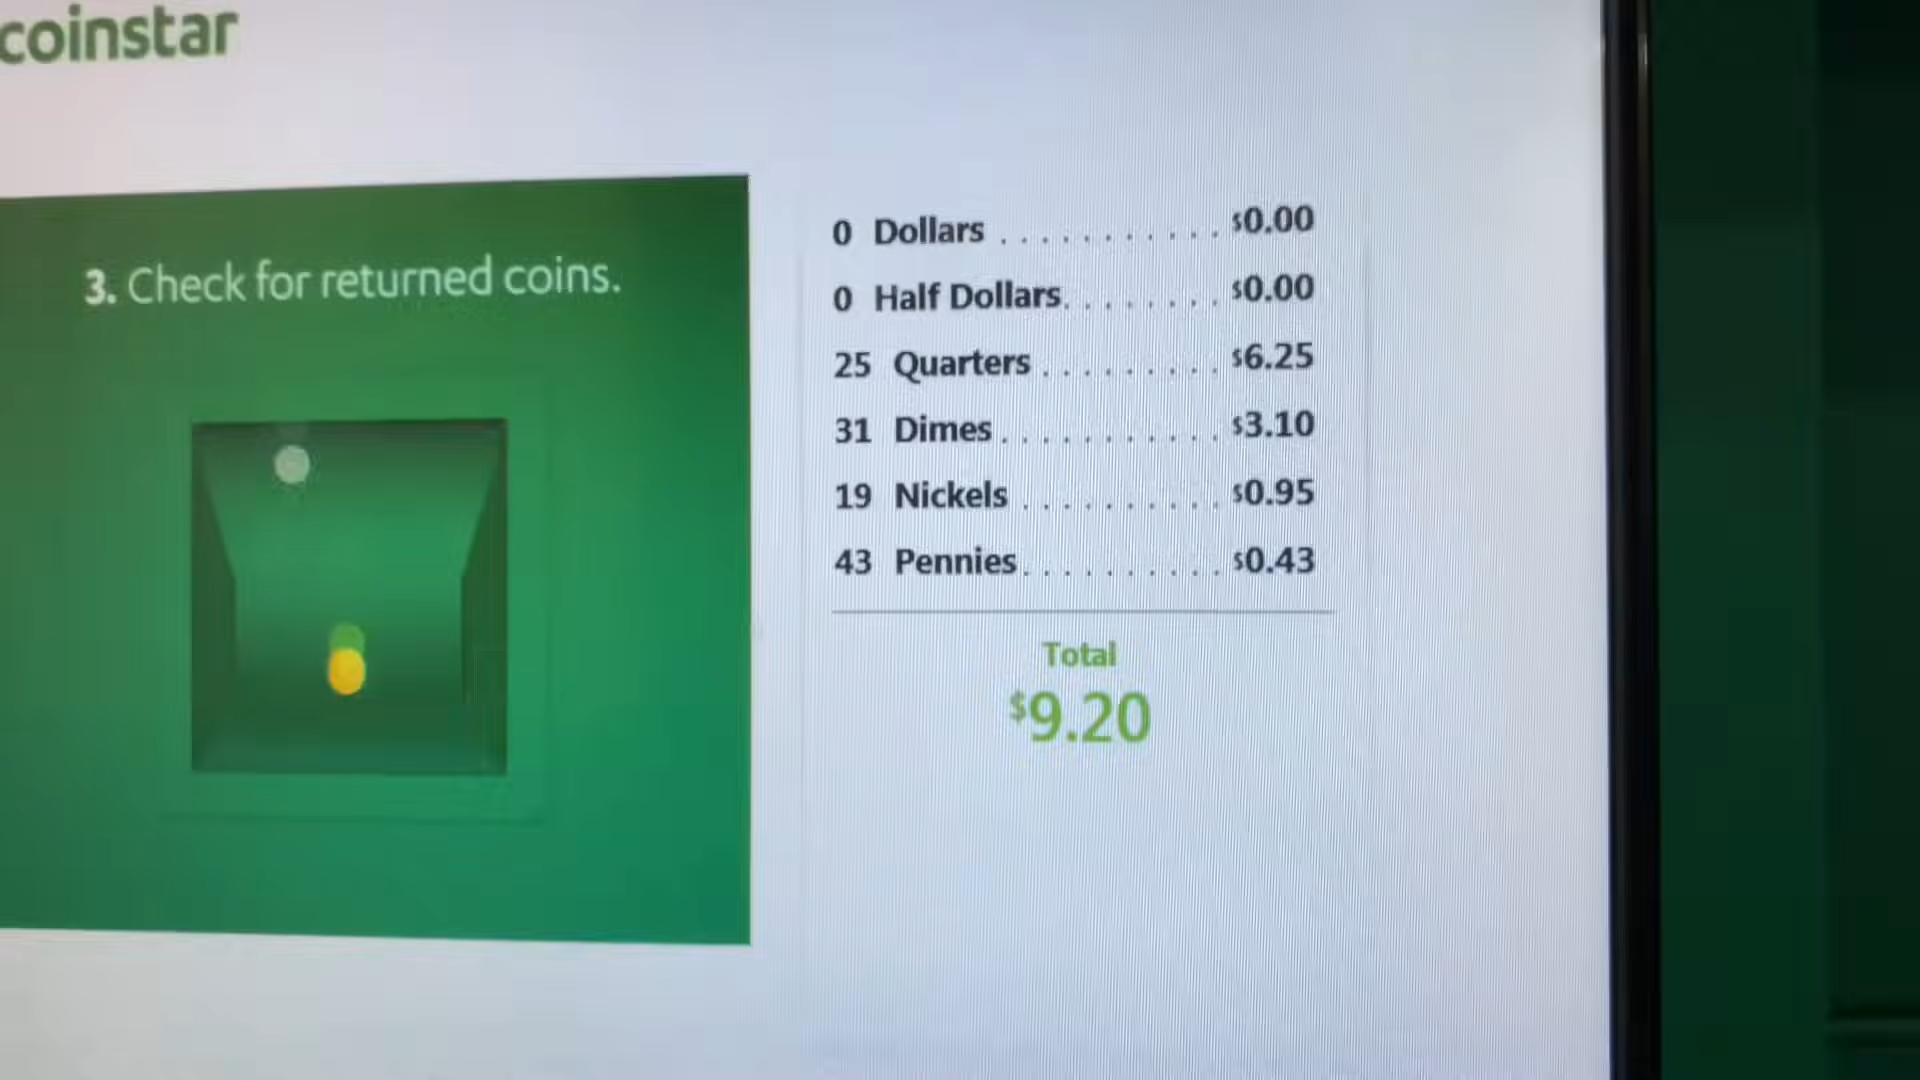 coinstar
3. Check for returned coins.
0 Dollars . . . . . . . . . . . $0.00
0 Half Dollars. . . . . . . . $0.00
25 Quarters . . . . . . . . . $6.25
31 Dimes . . . . . . . . . . . $3.10
19 Nickels . . . . . . . . . . $0.95
43 Pennies. . . . . . . . . . $0.43
Total
$9.20